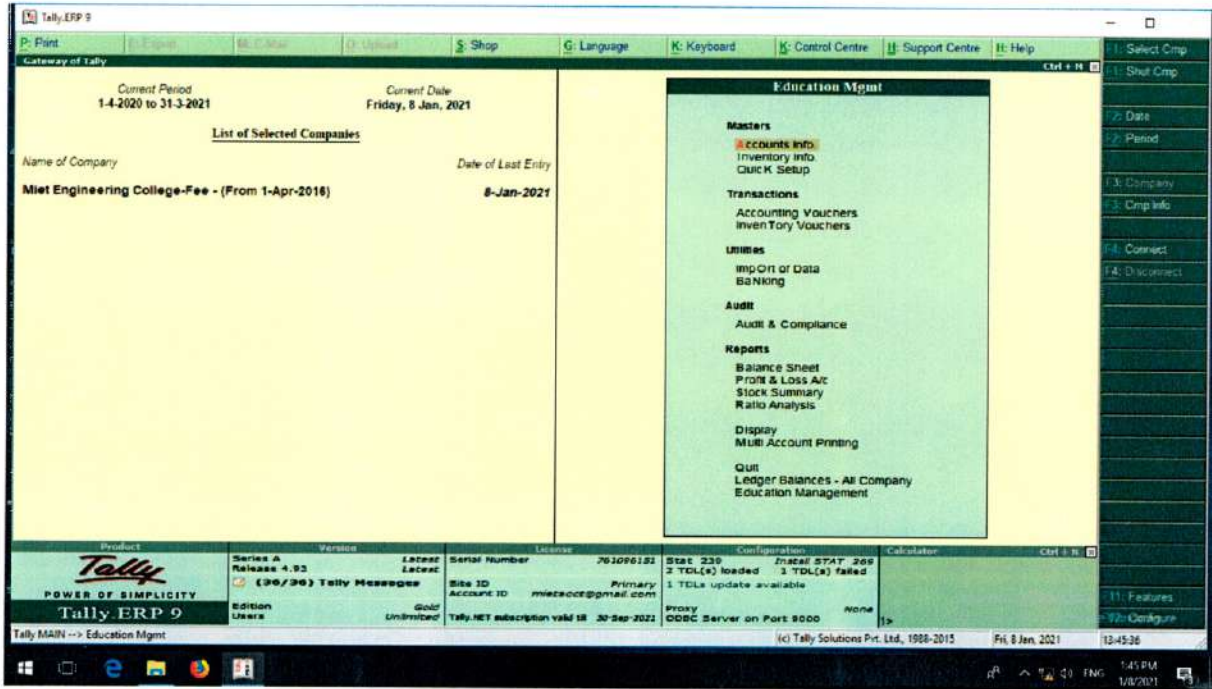 Tally.ERP 9
P: Print E: Export M: E-Mail O: Upload S: Shop G: Language K: Keyboard K: Control Centre H: Support Centre H: Help
F1: Select Cmp
Gateway of Tally Ctrl + N
F1: Shut Cmp
Current Period Current Date
1-4-2020 to 31-3-2021 Friday, 8 Jan, 2021
List of Selected Companies
Name of Company Date of Last Entry
Miet Engineering College-Fee - (From 1-Apr-2016) 8-Jan-2021
Education Mgmt
Masters
Accounts Info.
Inventory Info.
QuicK Setup
Transactions
Accounting Vouchers
InvenTory Vouchers
Utilities
ImpOrt of Data
BaNking
Audit
Audit & Compliance
Reports
Balance Sheet
Profit & Loss A/c
Stock Summary
Ratio Analysis
Display
Multi Account Printing
Quit
Ledger Balances - All Company
Education Management
F2: Date
F2: Period
F3: Company
F3: Cmp Info
F4: Connect
F4: Disconnect
F11: Features
F12: Configure
Product Version License Configuration Calculator Ctrl + N
Tally
POWER OF SIMPLICITY
Tally.ERP 9
Series A Latest
Release 4.93 Latest
(36/36) Tally Messages
Edition Gold
Users Unlimited
Serial Number 761096151
Site ID Primary
Account ID mietacct@gmail.com
Tally.NET subscription valid till 30-Sep-2021
Stat 239 Install STAT 269
2 TDL(s) loaded 1 TDL(s) failed
1 TDLs update available
Proxy None
ODBC Server on Port 9000
1>
Tally MAIN --> Education Mgmt (c) Tally Solutions Pvt. Ltd., 1988-2015 Fri, 8 Jan, 2021 13:45:36
ENG 1:45 PM
1/8/2021